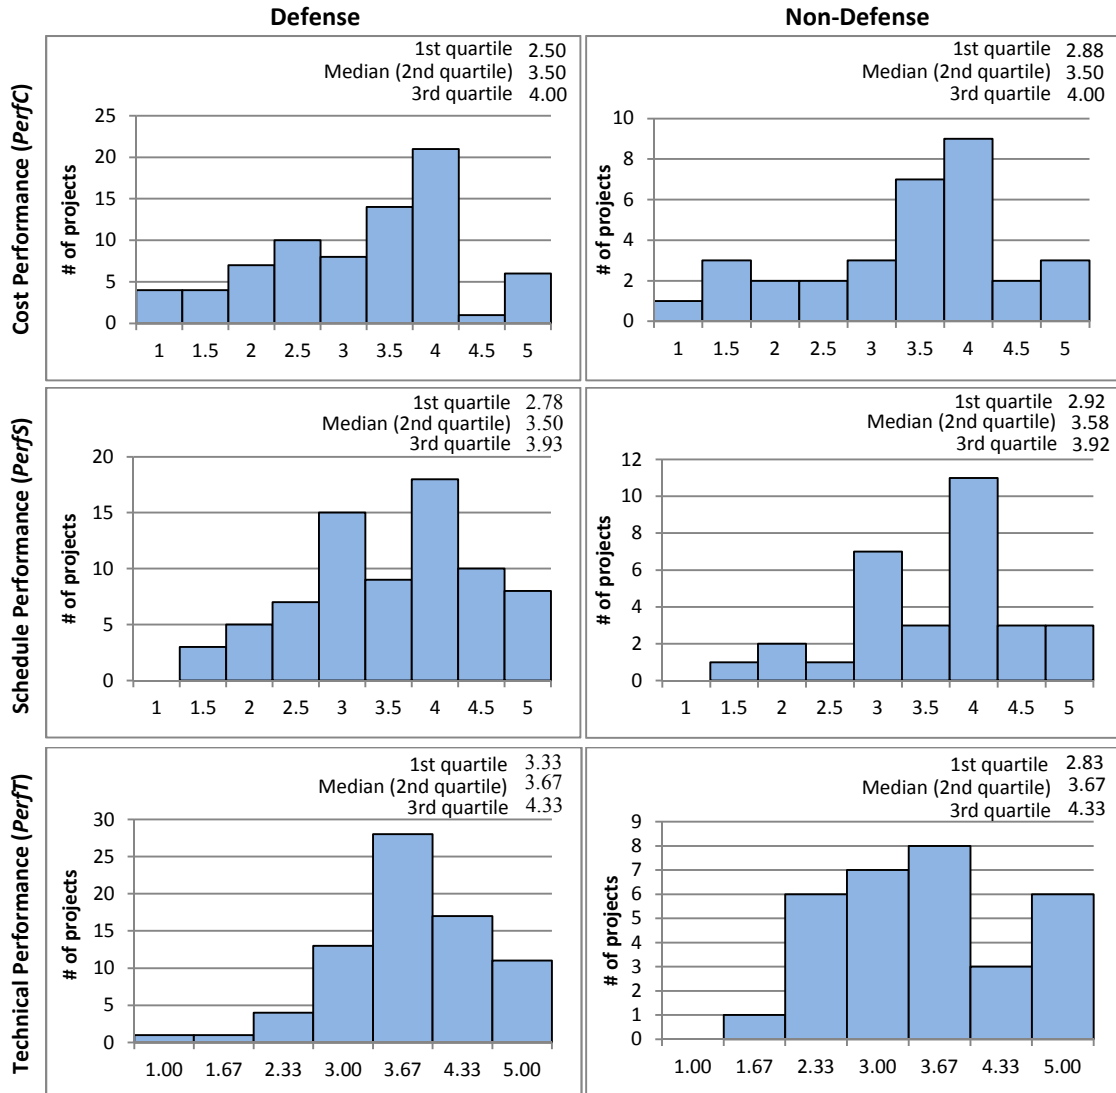 Defense
Non-Defense
Cost Performance (PerfC)
1st quartile 2.50
Median (2nd quartile) 3.50
3rd quartile 4.00
# of projects
25
20
15
10
5
0
1 1.5 2 2.5 3 3.5 4 4.5 5
1st quartile 2.88
Median (2nd quartile) 3.50
3rd quartile 4.00
# of projects
10
8
6
4
2
0
1 1.5 2 2.5 3 3.5 4 4.5 5
Schedule Performance (PerfS)
1st quartile 2.78
Median (2nd quartile) 3.50
3rd quartile 3.93
# of projects
20
15
10
5
0
1 1.5 2 2.5 3 3.5 4 4.5 5
1st quartile 2.92
Median (2nd quartile) 3.58
3rd quartile 3.92
# of projects
12
10
8
6
4
2
0
1 1.5 2 2.5 3 3.5 4 4.5 5
Technical Performance (PerfT)
1st quartile 3.33
Median (2nd quartile) 3.67
3rd quartile 4.33
# of projects
30
25
20
15
10
5
0
1.00 1.67 2.33 3.00 3.67 4.33 5.00
1st quartile 2.83
Median (2nd quartile) 3.67
3rd quartile 4.33
# of projects
9
8
7
6
5
4
3
2
1
0
1.00 1.67 2.33 3.00 3.67 4.33 5.00